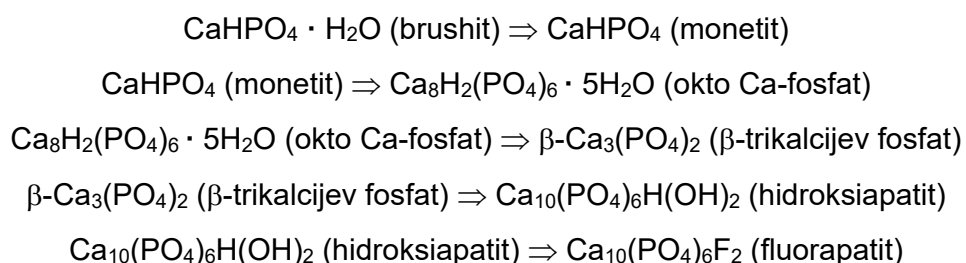 CaHPO₄ · H₂O (brushit) ⇒ CaHPO₄ (monetit)
CaHPO₄ (monetit) ⇒ Ca₈H₂(PO₄)₆ · 5H₂O (okto Ca-fosfat)
Ca₈H₂(PO₄)₆ · 5H₂O (okto Ca-fosfat) ⇒ β-Ca₃(PO₄)₂ (β-trikalcijev fosfat)
β-Ca₃(PO₄)₂ (β-trikalcijev fosfat) ⇒ Ca₁₀(PO₄)₆H(OH)₂ (hidroksiapatit)
Ca₁₀(PO₄)₆H(OH)₂ (hidroksiapatit) ⇒ Ca₁₀(PO₄)₆F₂ (fluorapatit)